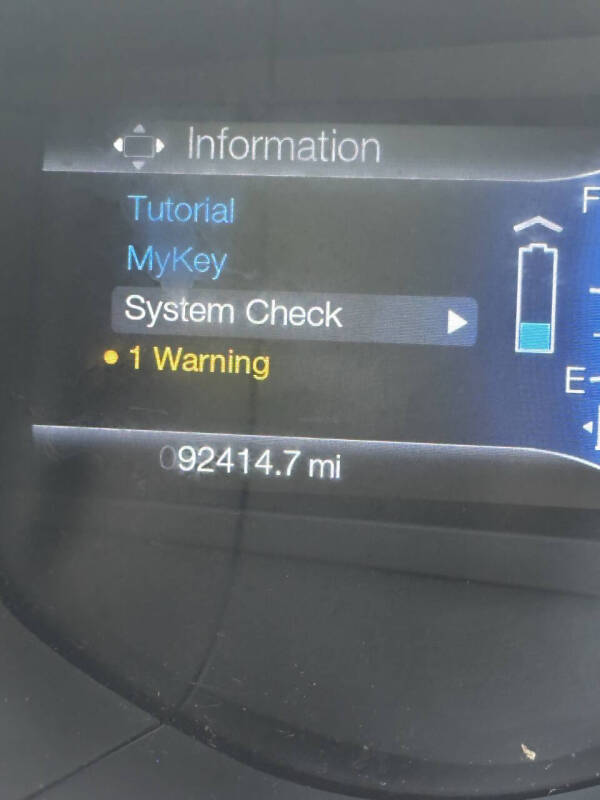 Information
Tutorial
MyKey
System Check
1 Warning
092414.7 mi
F
E